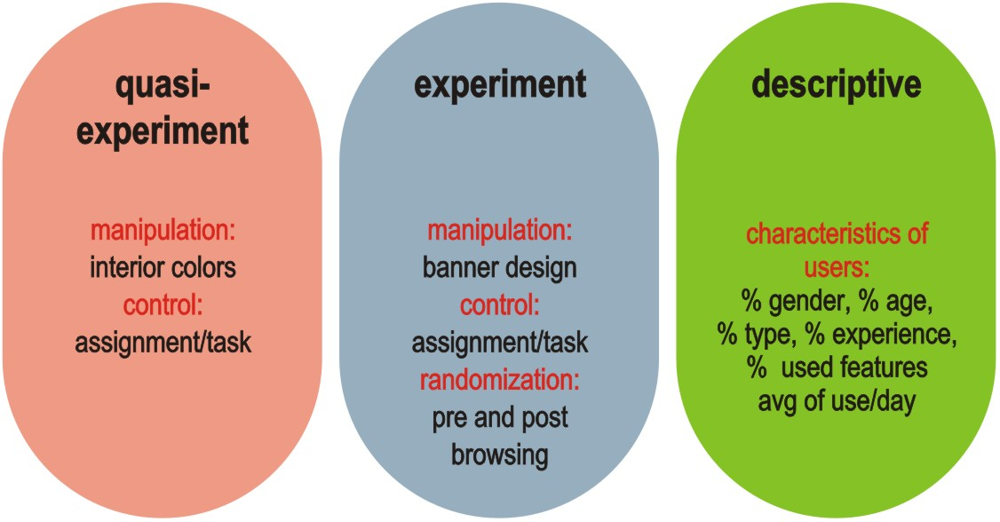 quasi-
experiment
manipulation:
interior colors
control:
assignment/task
experiment
manipulation:
banner design
control:
assignment/task
randomization:
pre and post
browsing
descriptive
characteristics of
users:
% gender, % age,
% type, % experience,
% used features
avg of use/day